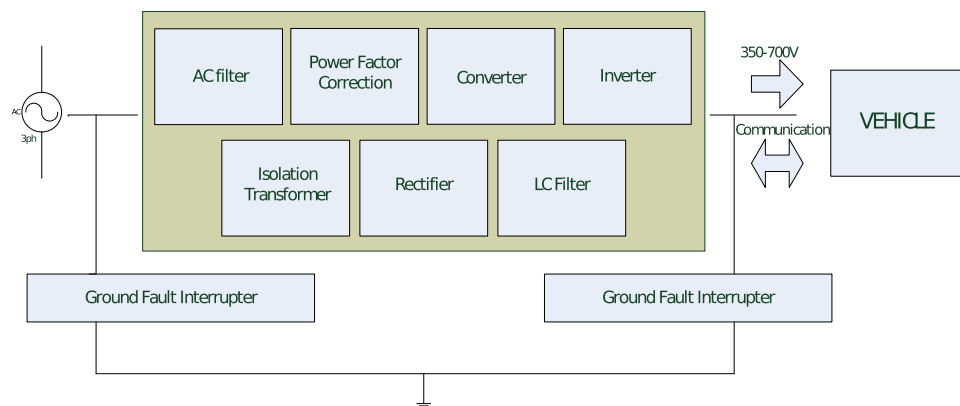 AC
3ph
AC filter
Power Factor
Correction
Converter
Inverter
Isolation
Transformer
Rectifier
LC Filter
350-700V
Communication
VEHICLE
Ground Fault Interrupter
Ground Fault Interrupter